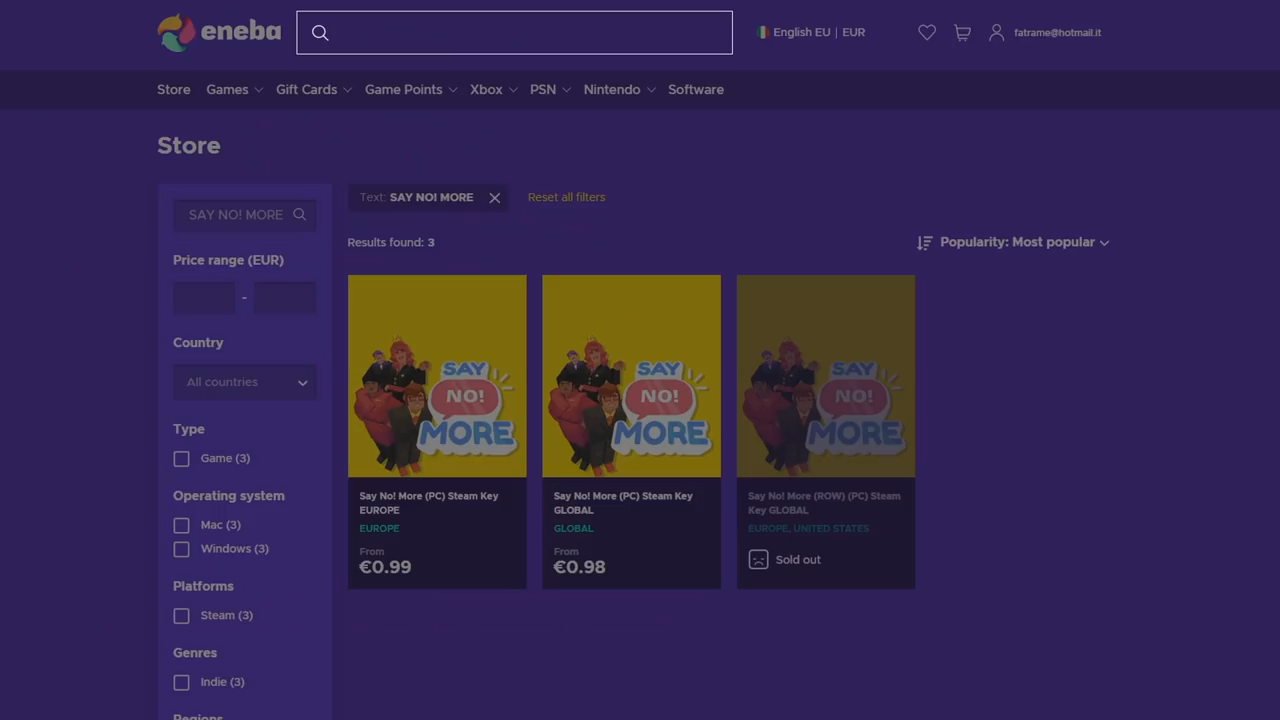 eneba
English EU | EUR
fatrame@hotmail.it
Store Games Gift Cards Game Points Xbox PSN Nintendo Software
Store
SAY NO! MORE
Text: SAY NO! MORE
Reset all filters
Results found: 3
Popularity: Most popular
Price range (EUR)
-
Country
All countries
Type
Game (3)
Operating system
Mac (3)
Windows (3)
Platforms
Steam (3)
Genres
Indie (3)
Regions
SAY
NO!
MORE
Say No! More (PC) Steam Key
EUROPE
EUROPE
From
€0.99
SAY
NO!
MORE
Say No! More (PC) Steam Key
GLOBAL
GLOBAL
From
€0.98
SAY
NO!
MORE
Say No! More (ROW) (PC) Steam
Key GLOBAL
EUROPE, UNITED STATES
Sold out